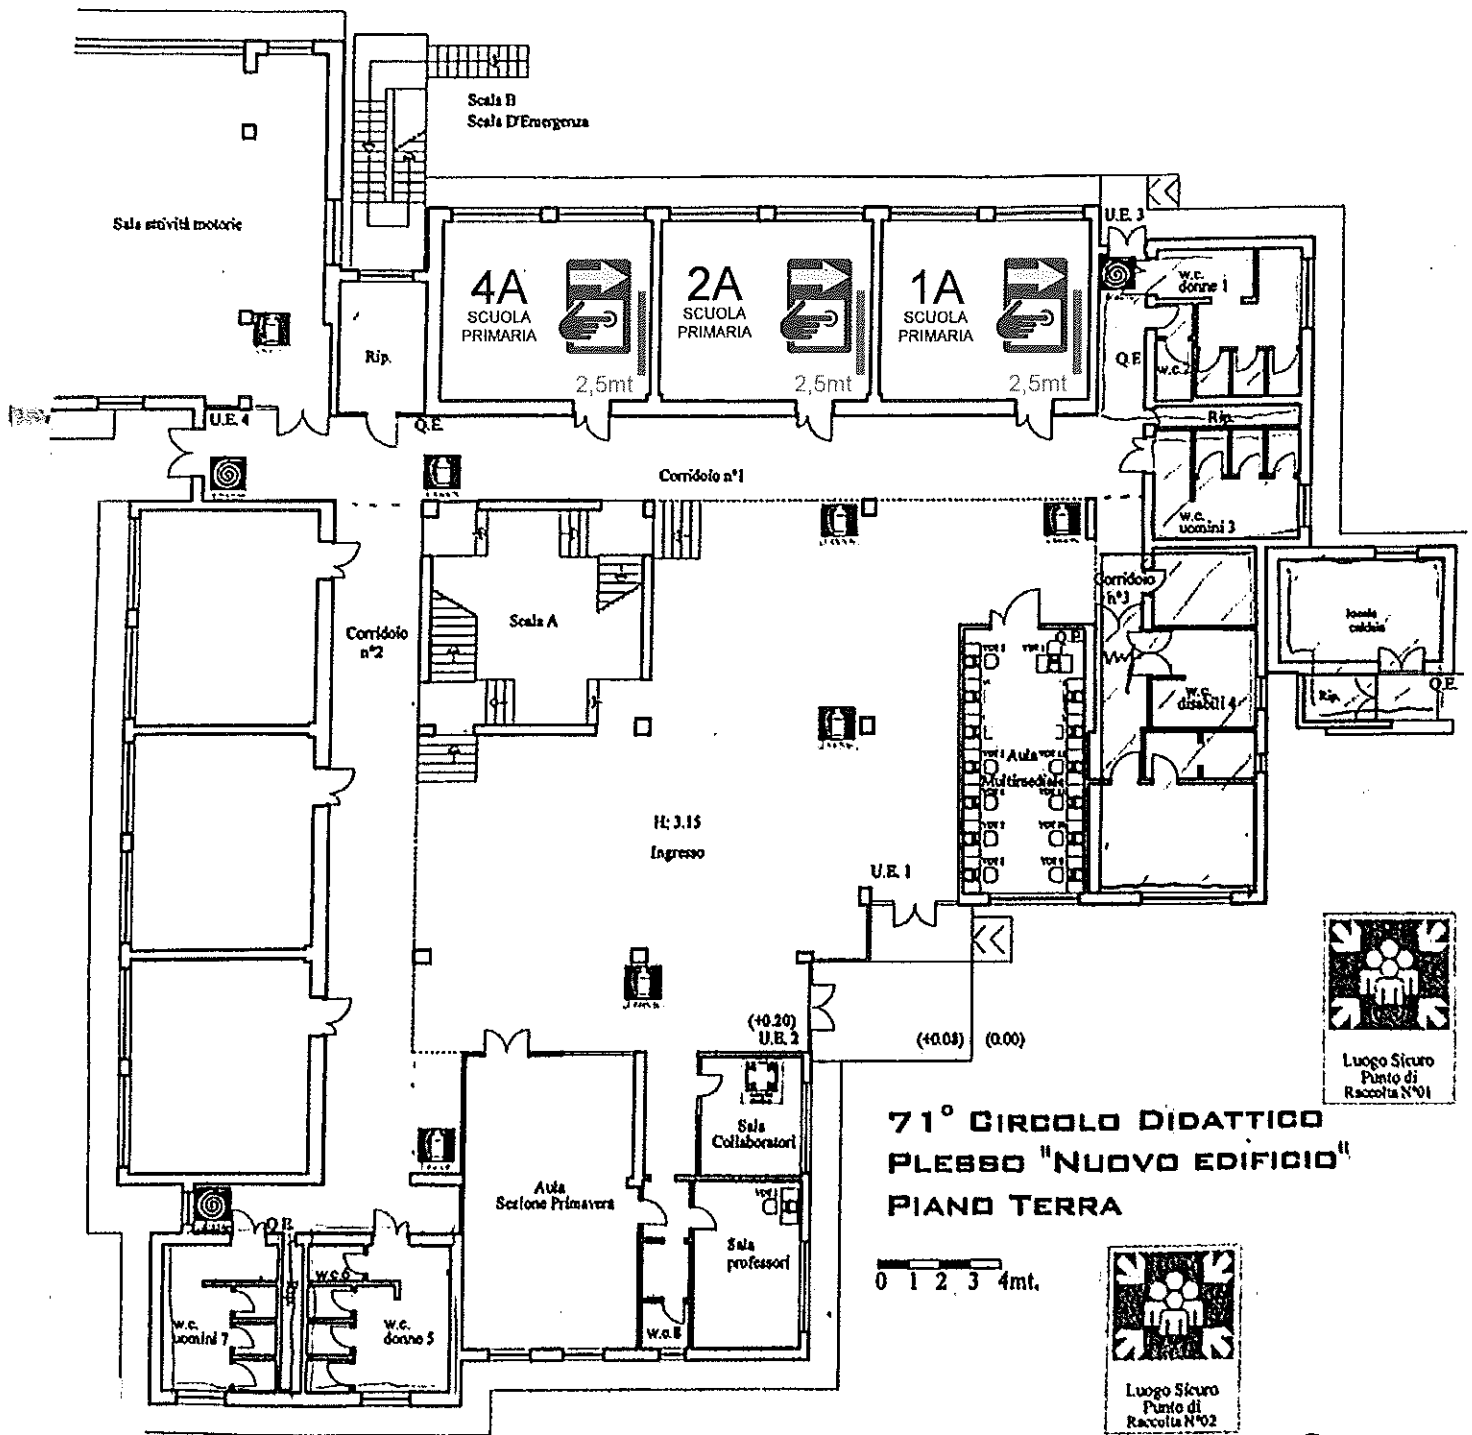 Scala B
Scala D'Emergenza
Sala attività motorie
U.E. 3
w.c.
donne 1
4A
SCUOLA
PRIMARIA
2,5mt
2A
SCUOLA
PRIMARIA
2,5mt
1A
SCUOLA
PRIMARIA
2,5mt
Rip.
Q.E
w.c.2
U.E. 4
Q.E.
Rip.
Corridoio n°1
w.c.
uomini 3
Corridoio
n°3
locale
caldaia
Scala A
Corridoio
n°2
Q.E.
w.c.
disabili 4
Rip.
Q.E.
Aula
Multimediale
H: 3.15
Ingresso
U.E. 1
(+0.20)
U.E. 2
(+0.08) (0.00)
Luogo Sicuro
Punto di
Raccolta N°01
71° CIRCOLO DIDATTICO
PLESSO "NUOVO EDIFICIO"
PIANO TERRA
Sala
Collaboratori
Aula
Sezione Primavera
Sala
professori
0 1 2 3 4mt.
Q.E.
w.c.6
w.c.
uomini 7
w.c.
donne 5
w.c.8
Luogo Sicuro
Punto di
Raccolta N°02